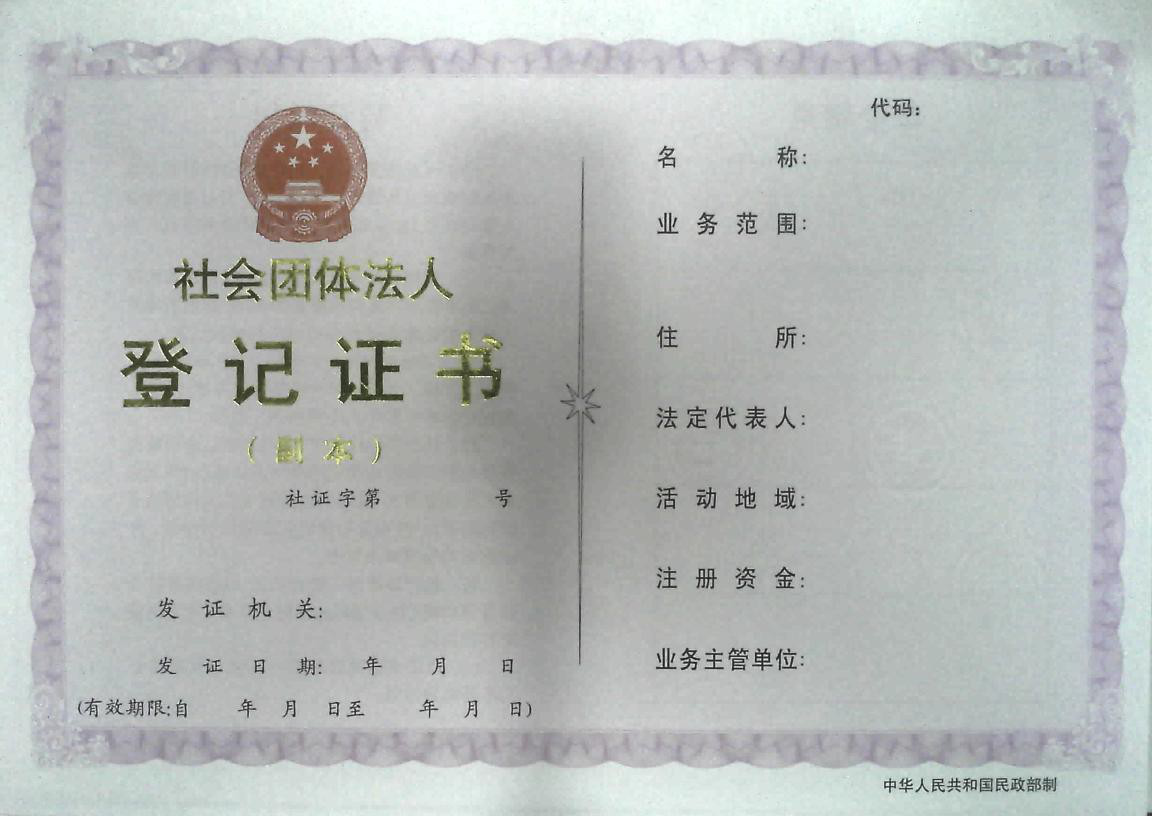 社会团体法人
登记证书
(副本)
社证字第 号
发证机关:
发证日期: 年 月 日
(有效期限:自 年 月 日至 年 月 日)
代码:
名称:
业务范围:
住所:
法定代表人:
活动地域:
注册资金:
业务主管单位:
中华人民共和国民政部制